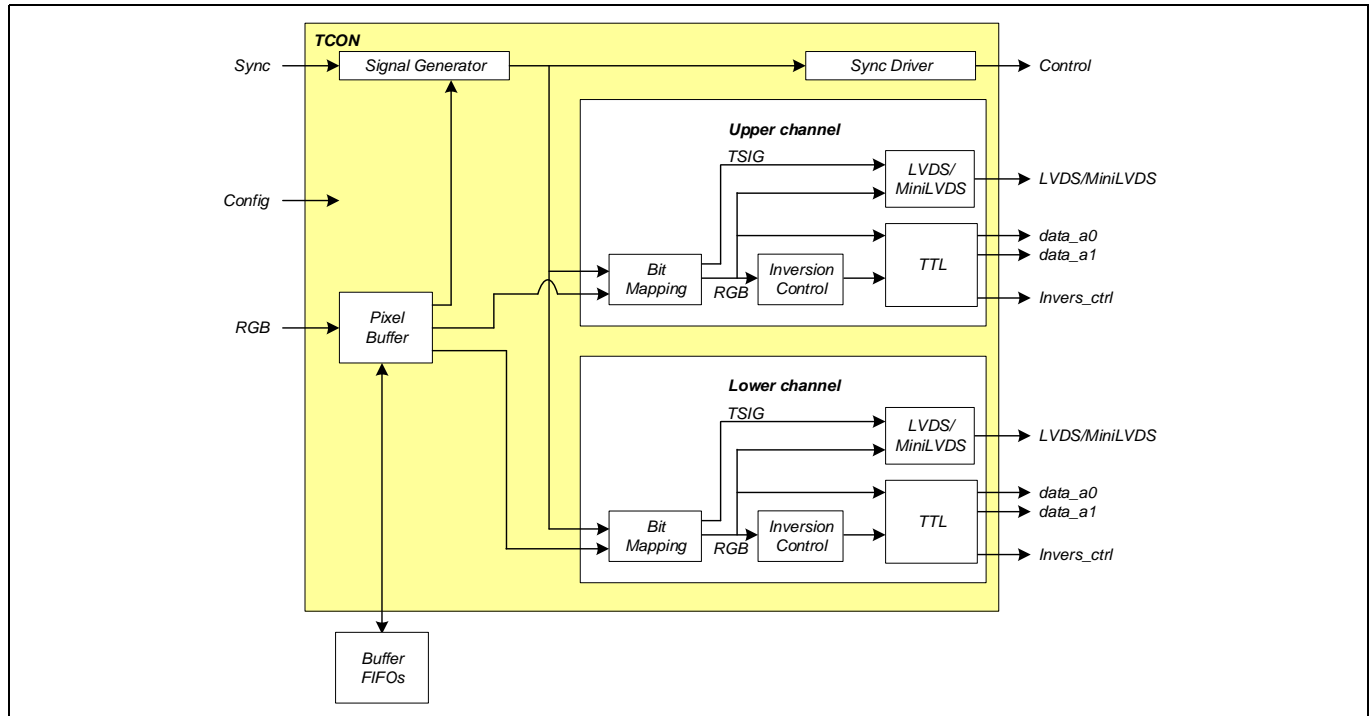 TCON
Sync
Signal Generator
Sync Driver
Control
Upper channel
TSIG
LVDS/
MiniLVDS
LVDS/MiniLVDS
Config
data_a0
data_a1
Bit
Mapping
RGB
Inversion
Control
TTL
Invers_ctrl
RGB
Pixel
Buffer
Lower channel
TSIG
LVDS/
MiniLVDS
LVDS/MiniLVDS
data_a0
data_a1
Bit
Mapping
RGB
Inversion
Control
TTL
Invers_ctrl
Buffer
FIFOs